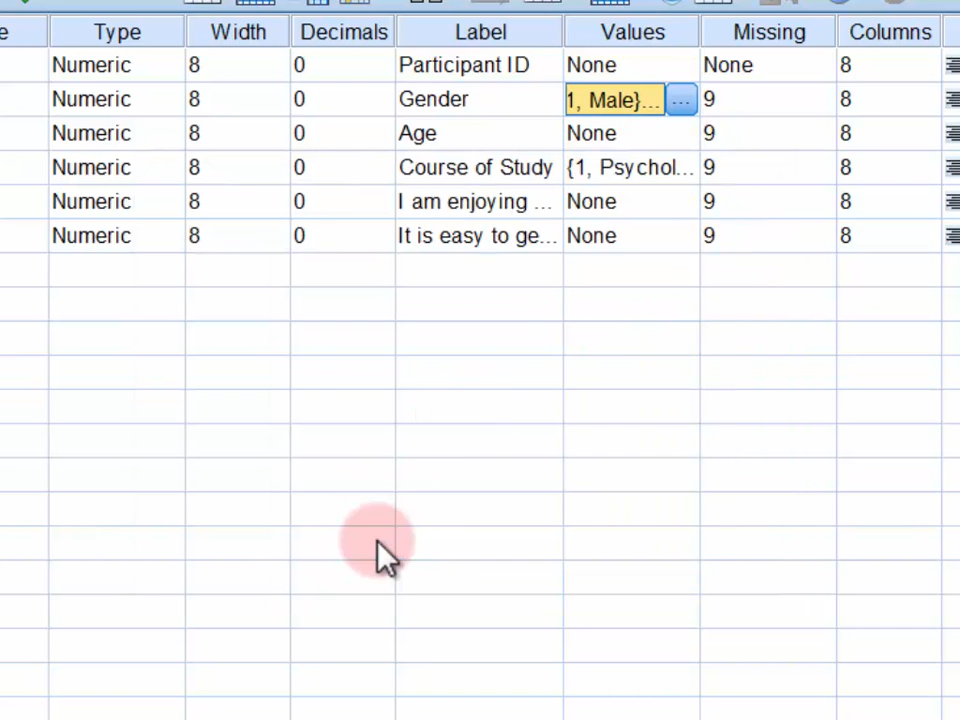 e Type Width Decimals Label Values Missing Columns
Numeric 8 0 Participant ID None None 8
Numeric 8 0 Gender 1, Male}... ... 9 8
Numeric 8 0 Age None 9 8
Numeric 8 0 Course of Study {1, Psychol... 9 8
Numeric 8 0 I am enjoying ... None 9 8
Numeric 8 0 It is easy to ge... None 9 8